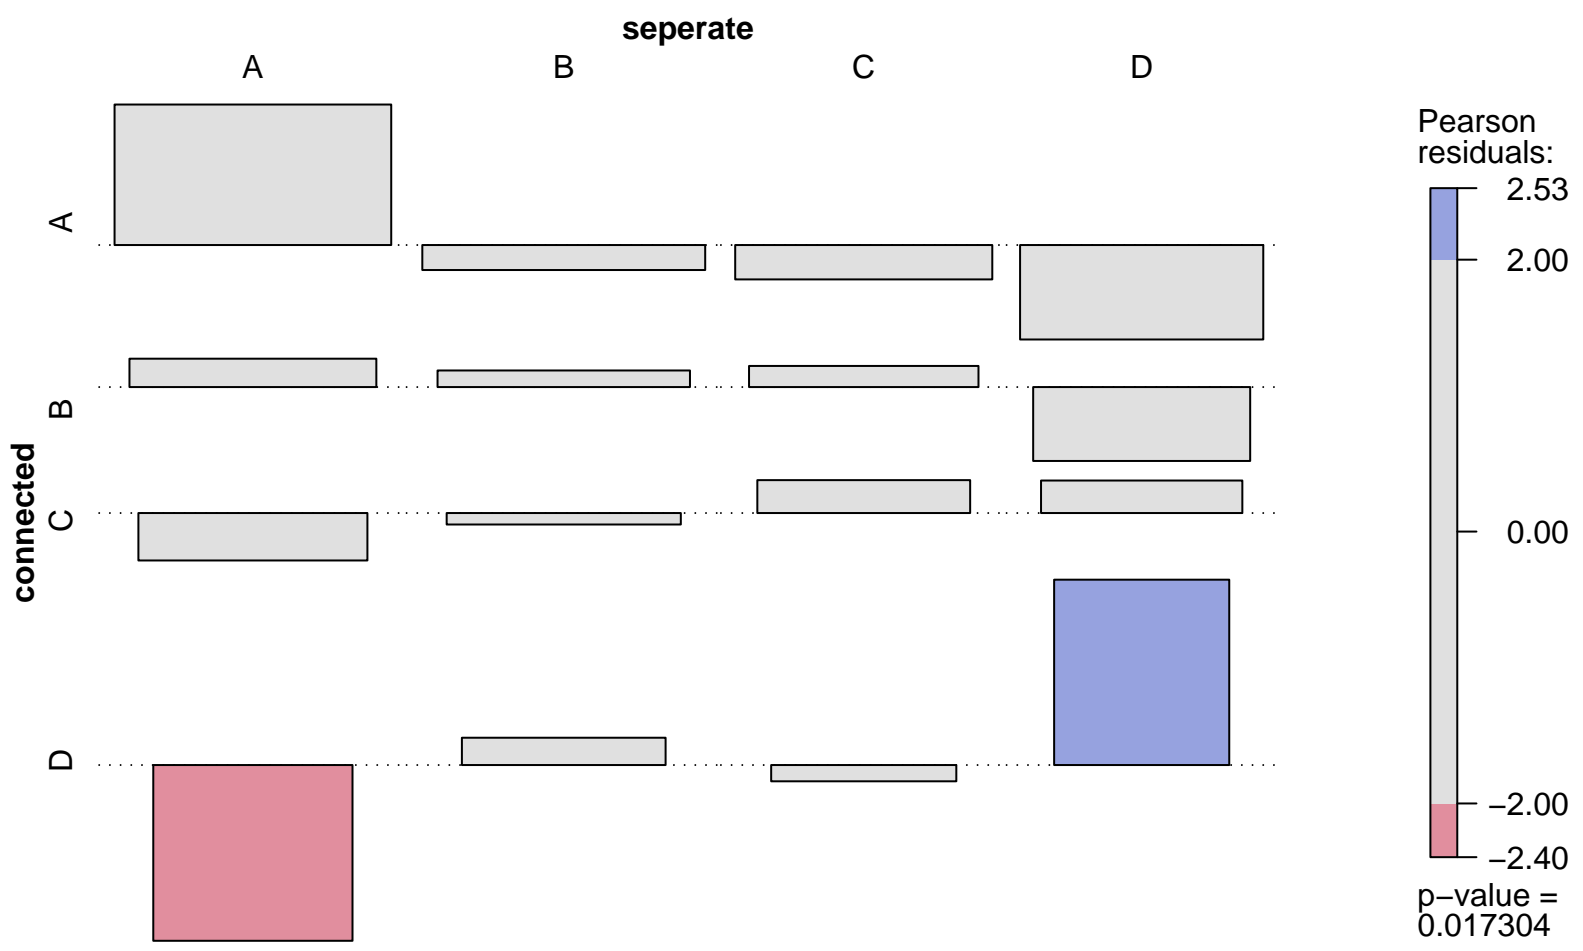 seperate
A B C D
A
B
C
D
connected
Pearson
residuals:
2.53
2.00
0.00
−2.00
−2.40
p−value =
0.017304